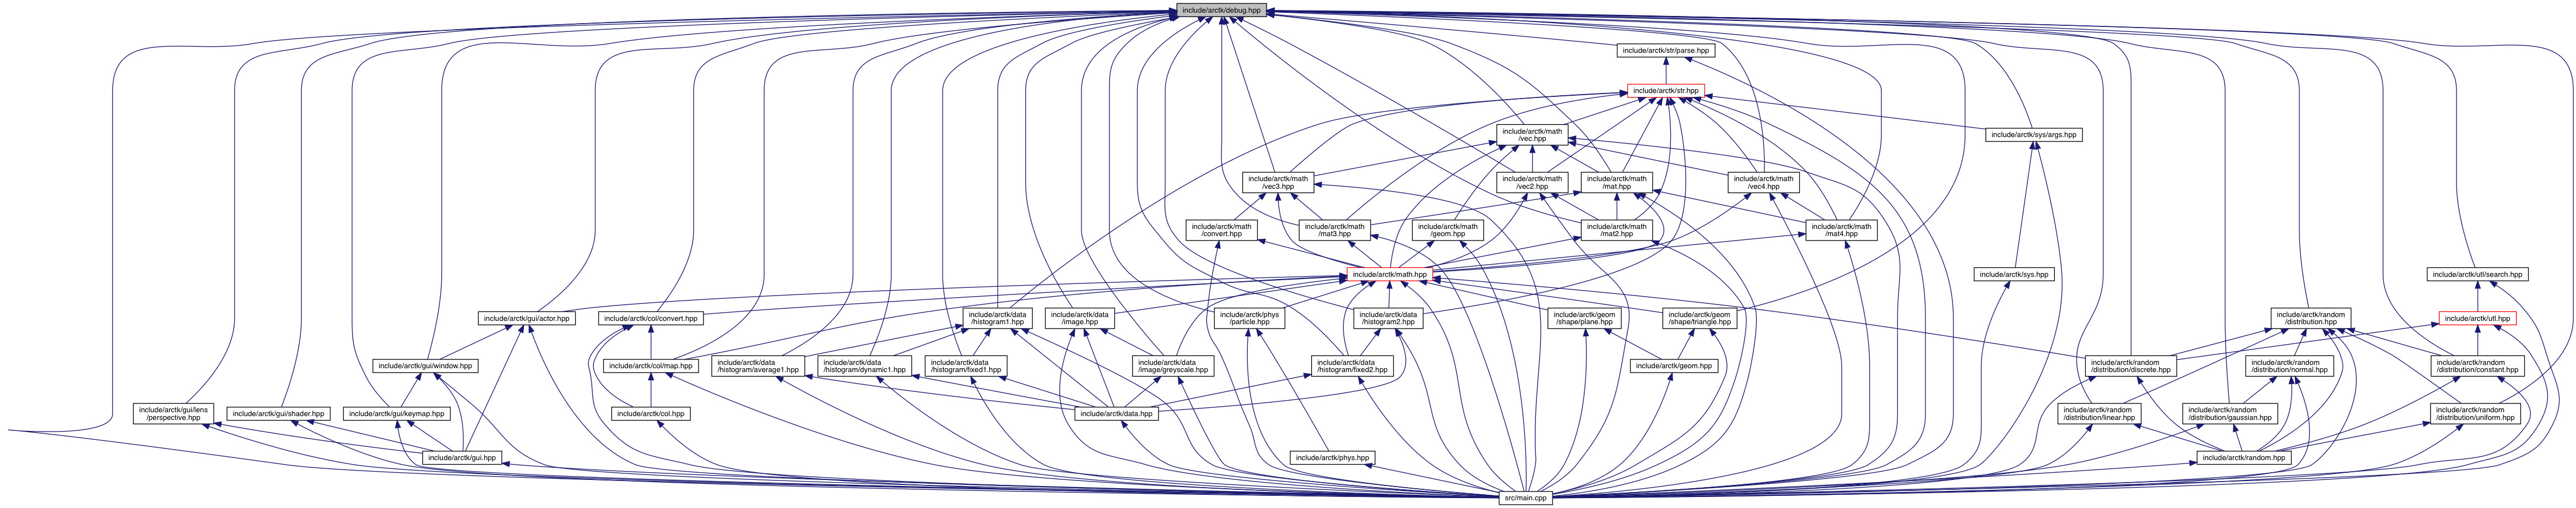 include/arctk/debug.hpp
include/arctk/str/parse.hpp
include/arctk/str.hpp
include/arctk/math
/vec.hpp
include/arctk/sys/args.hpp
include/arctk/math
/vec3.hpp
include/arctk/math
/vec2.hpp
include/arctk/math
/mat.hpp
include/arctk/math
/vec4.hpp
include/arctk/math
/convert.hpp
include/arctk/math
/mat3.hpp
include/arctk/math
/geom.hpp
include/arctk/math
/mat2.hpp
include/arctk/math
/mat4.hpp
include/arctk/math.hpp
include/arctk/sys.hpp
include/arctk/utl/search.hpp
include/arctk/gui/actor.hpp
include/arctk/col/convert.hpp
include/arctk/data
/histogram1.hpp
include/arctk/data
/image.hpp
include/arctk/phys
/particle.hpp
include/arctk/data
/histogram2.hpp
include/arctk/geom
/shape/plane.hpp
include/arctk/geom
/shape/triangle.hpp
include/arctk/random
/distribution.hpp
include/arctk/utl.hpp
include/arctk/gui/window.hpp
include/arctk/col/map.hpp
include/arctk/data
/histogram/average1.hpp
include/arctk/data
/histogram/dynamic1.hpp
include/arctk/data
/histogram/fixed1.hpp
include/arctk/data
/image/greyscale.hpp
include/arctk/data
/histogram/fixed2.hpp
include/arctk/geom.hpp
include/arctk/random
/distribution/discrete.hpp
include/arctk/random
/distribution/normal.hpp
include/arctk/random
/distribution/constant.hpp
include/arctk/gui/lens
/perspective.hpp
include/arctk/gui/shader.hpp
include/arctk/gui/keymap.hpp
include/arctk/col.hpp
include/arctk/data.hpp
include/arctk/random
/distribution/linear.hpp
include/arctk/random
/distribution/gaussian.hpp
include/arctk/random
/distribution/uniform.hpp
include/arctk/gui.hpp
include/arctk/phys.hpp
include/arctk/random.hpp
src/main.cpp